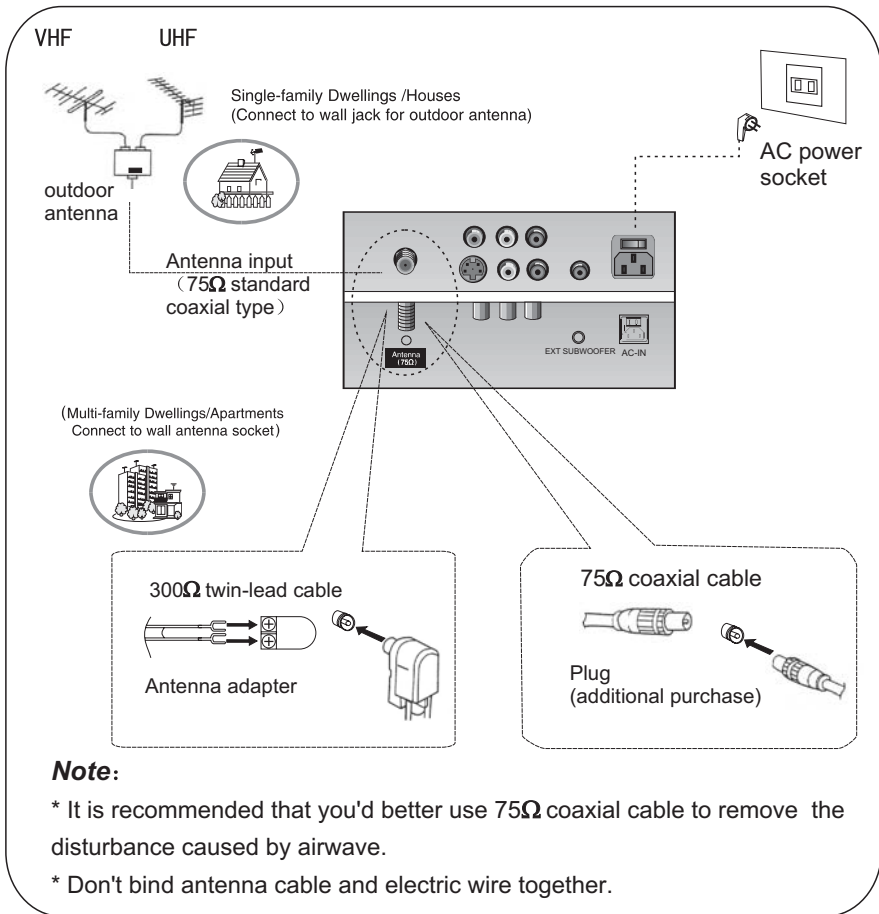 VHF UHF
Single-family Dwellings /Houses
(Connect to wall jack for outdoor antenna)
AC power
socket
outdoor
antenna
Antenna input
(75Ω standard
coaxial type)
Antenna
(75Ω)
EXT SUBWOOFER AC-IN
(Multi-family Dwellings/Apartments
Connect to wall antenna socket)
300Ω twin-lead cable
Antenna adapter
75Ω coaxial cable
Plug
(additional purchase)
Note:
* It is recommended that you'd better use 75Ω coaxial cable to remove the
disturbance caused by airwave.
* Don't bind antenna cable and electric wire together.